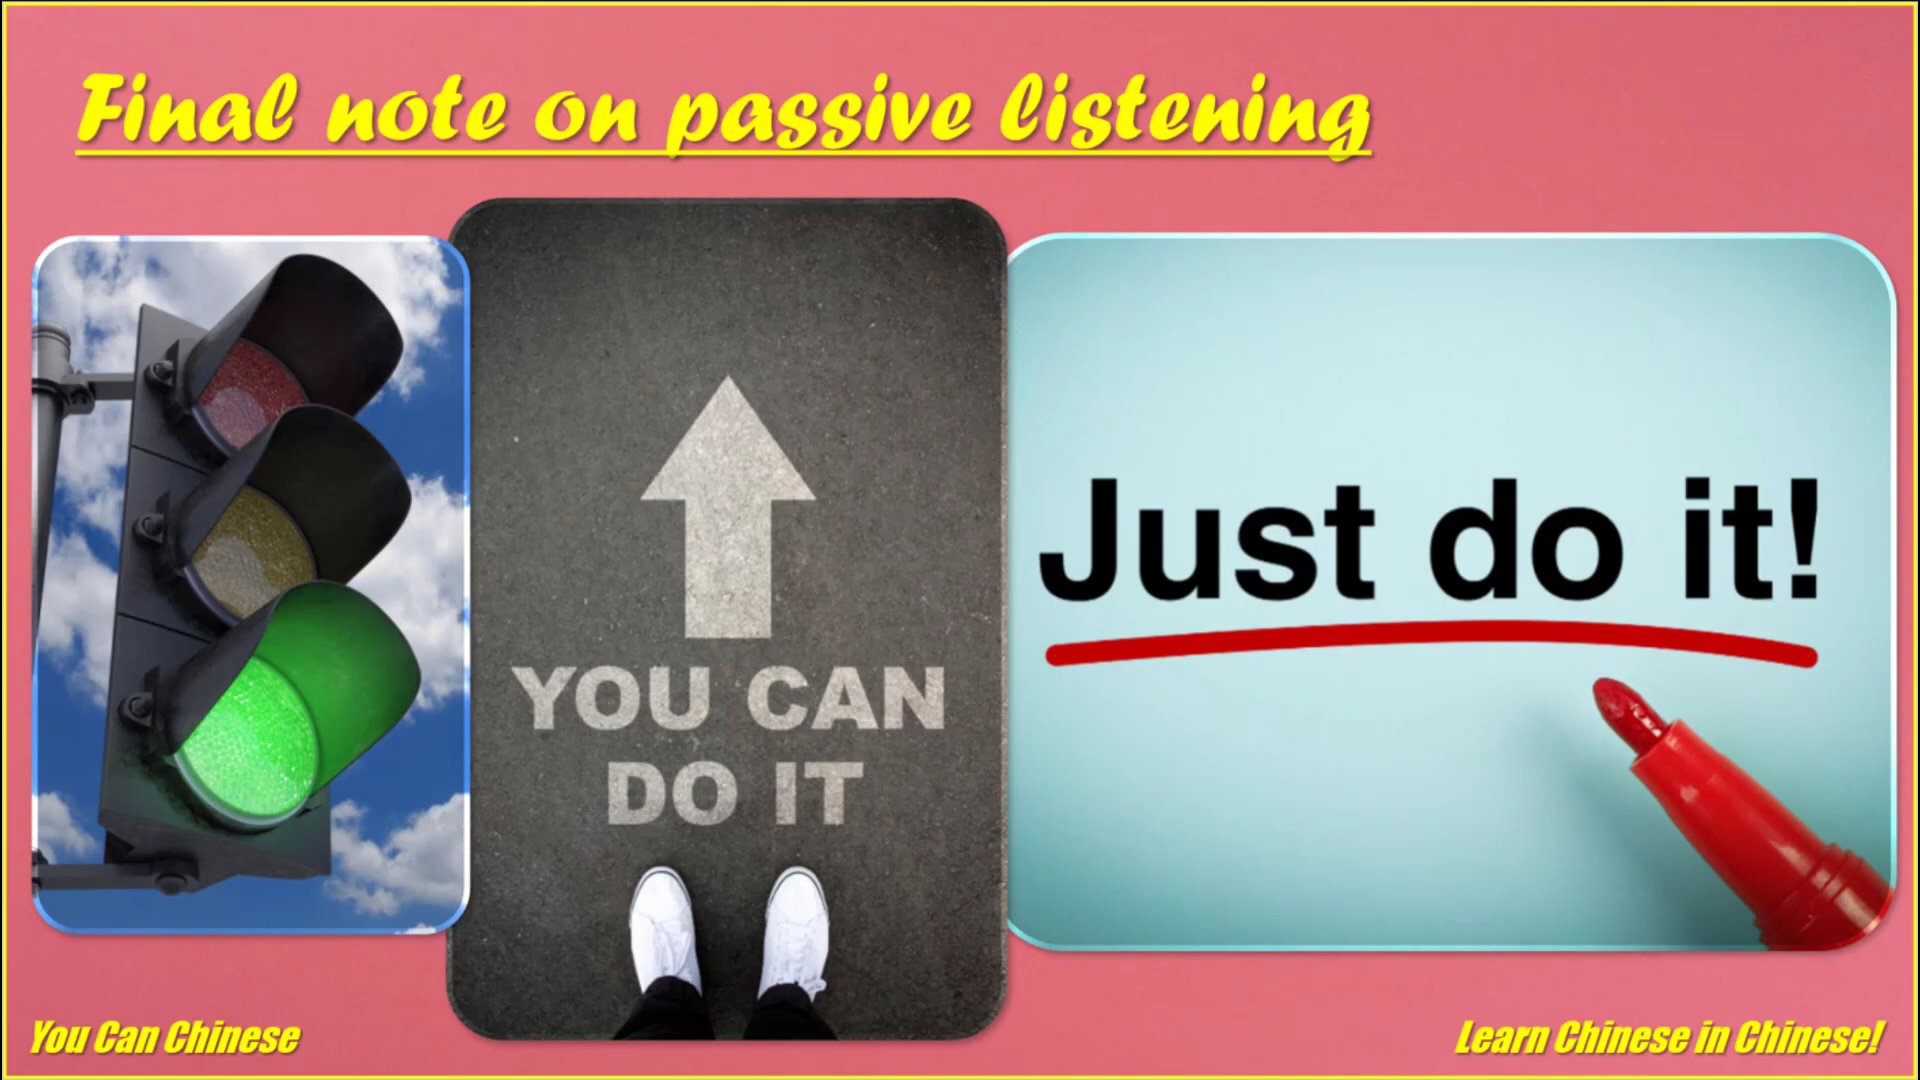 Final note on passive listening
YOU CAN
DO IT
Just do it!
You Can Chinese
Learn Chinese in Chinese!